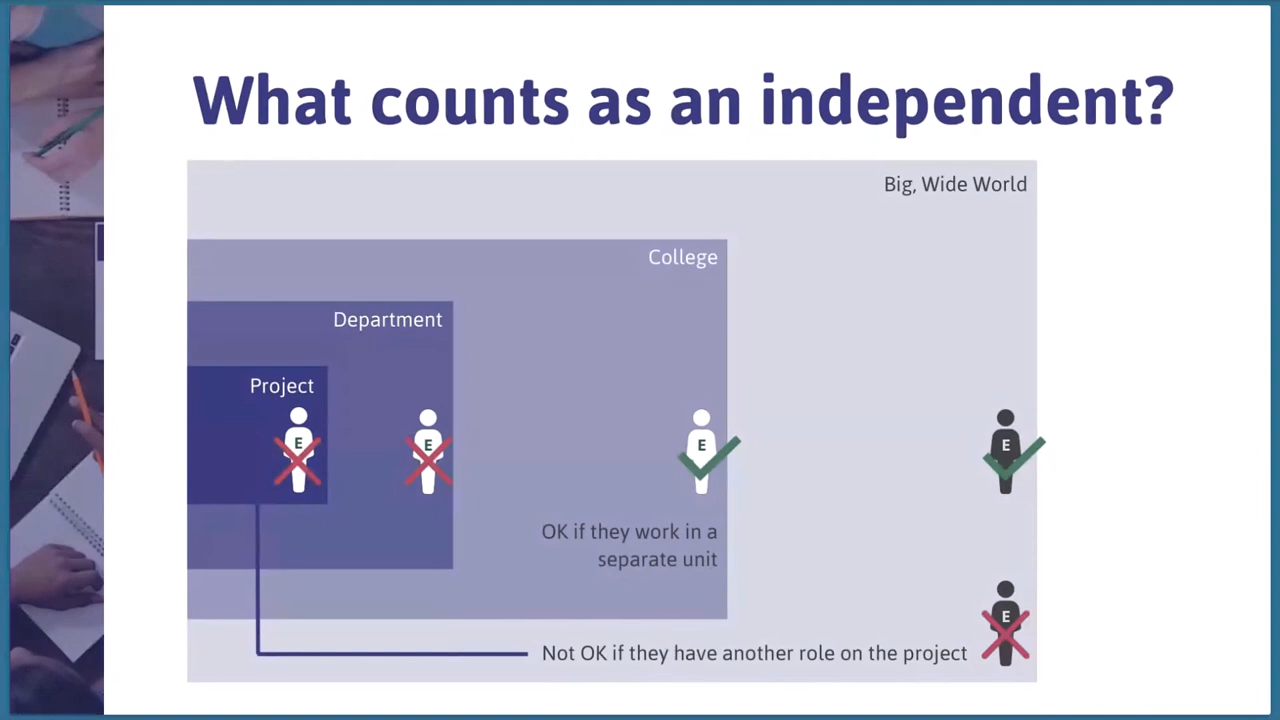 What counts as an independent?
Big, Wide World
College
Department
Project
E
E
E
E
OK if they work in a
separate unit
E
Not OK if they have another role on the project